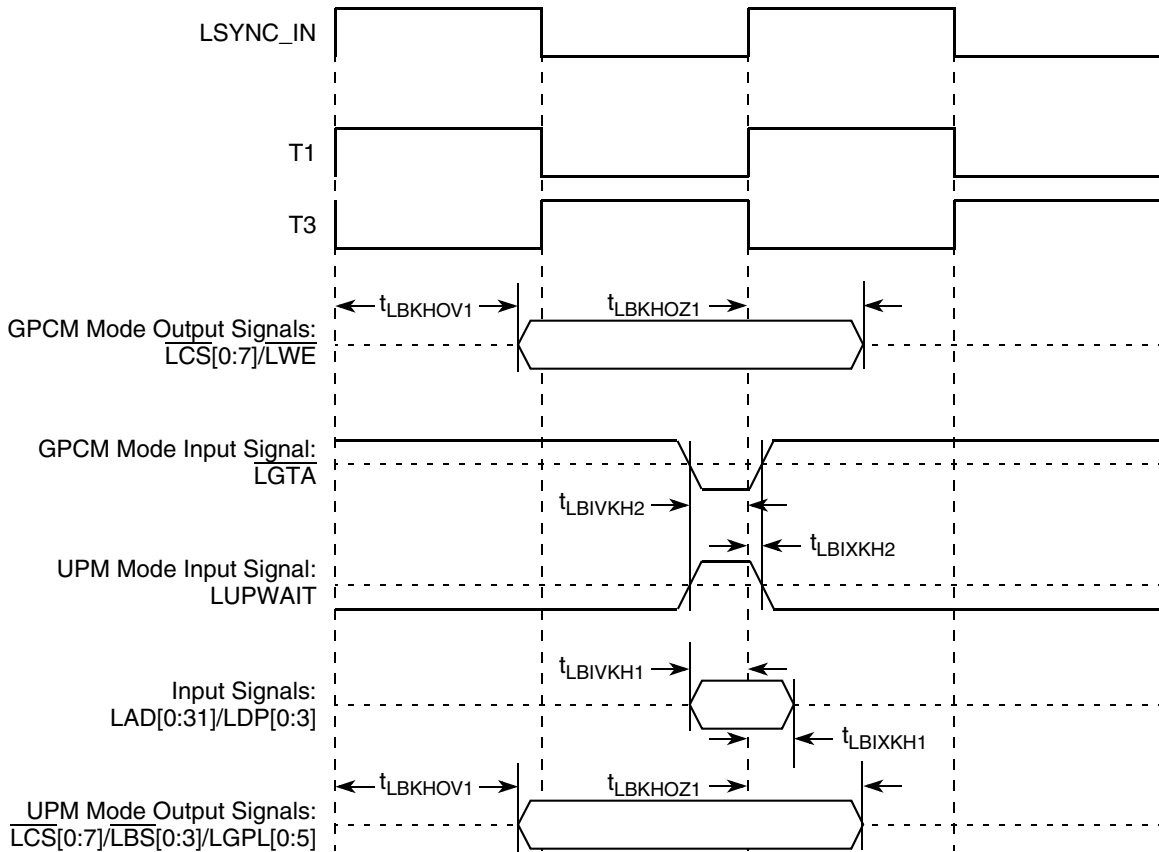 LSYNC_IN
T1
T3
tLBKHOV1
tLBKHOZ1
GPCM Mode Output Signals:
LCS[0:7]/LWE
GPCM Mode Input Signal:
LGTA
tLBIVKH2
tLBIXKH2
UPM Mode Input Signal:
LUPWAIT
tLBIVKH1
Input Signals:
LAD[0:31]/LDP[0:3]
tLBIXKH1
tLBKHOV1
tLBKHOZ1
UPM Mode Output Signals:
LCS[0:7]/LBS[0:3]/LGPL[0:5]